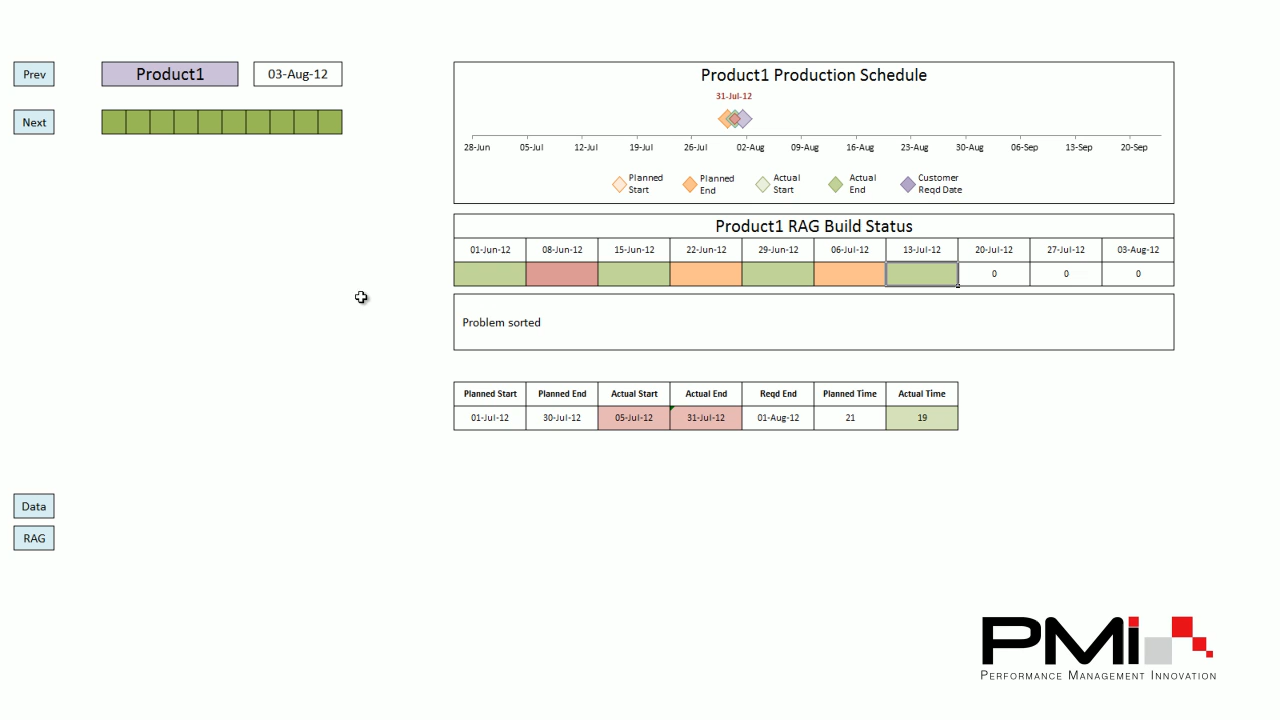 Prev
Product1
03-Aug-12
Next
Product1 Production Schedule
31-Jul-12
28-Jun 05-Jul 12-Jul 19-Jul 26-Jul 02-Aug 09-Aug 16-Aug 23-Aug 30-Aug 06-Sep 13-Sep 20-Sep
Planned Start
Planned End
Actual Start
Actual End
Customer Reqd Date
Product1 RAG Build Status
01-Jun-12 08-Jun-12 15-Jun-12 22-Jun-12 29-Jun-12 06-Jul-12 13-Jul-12 20-Jul-12 27-Jul-12 03-Aug-12
0 0 0
Problem sorted
Planned Start Planned End Actual Start Actual End Reqd End Planned Time Actual Time
01-Jul-12 30-Jul-12 05-Jul-12 31-Jul-12 01-Aug-12 21 19
Data
RAG
PMi
Performance Management Innovation